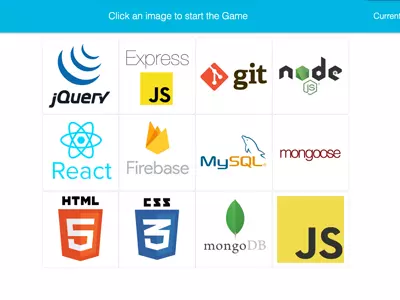 Click an image to start the Game
Current
jQuery
Express
JS
git
node
JS
React
Firebase
MySQL
mongoose
HTML
5
CSS
3
mongoDB
JS